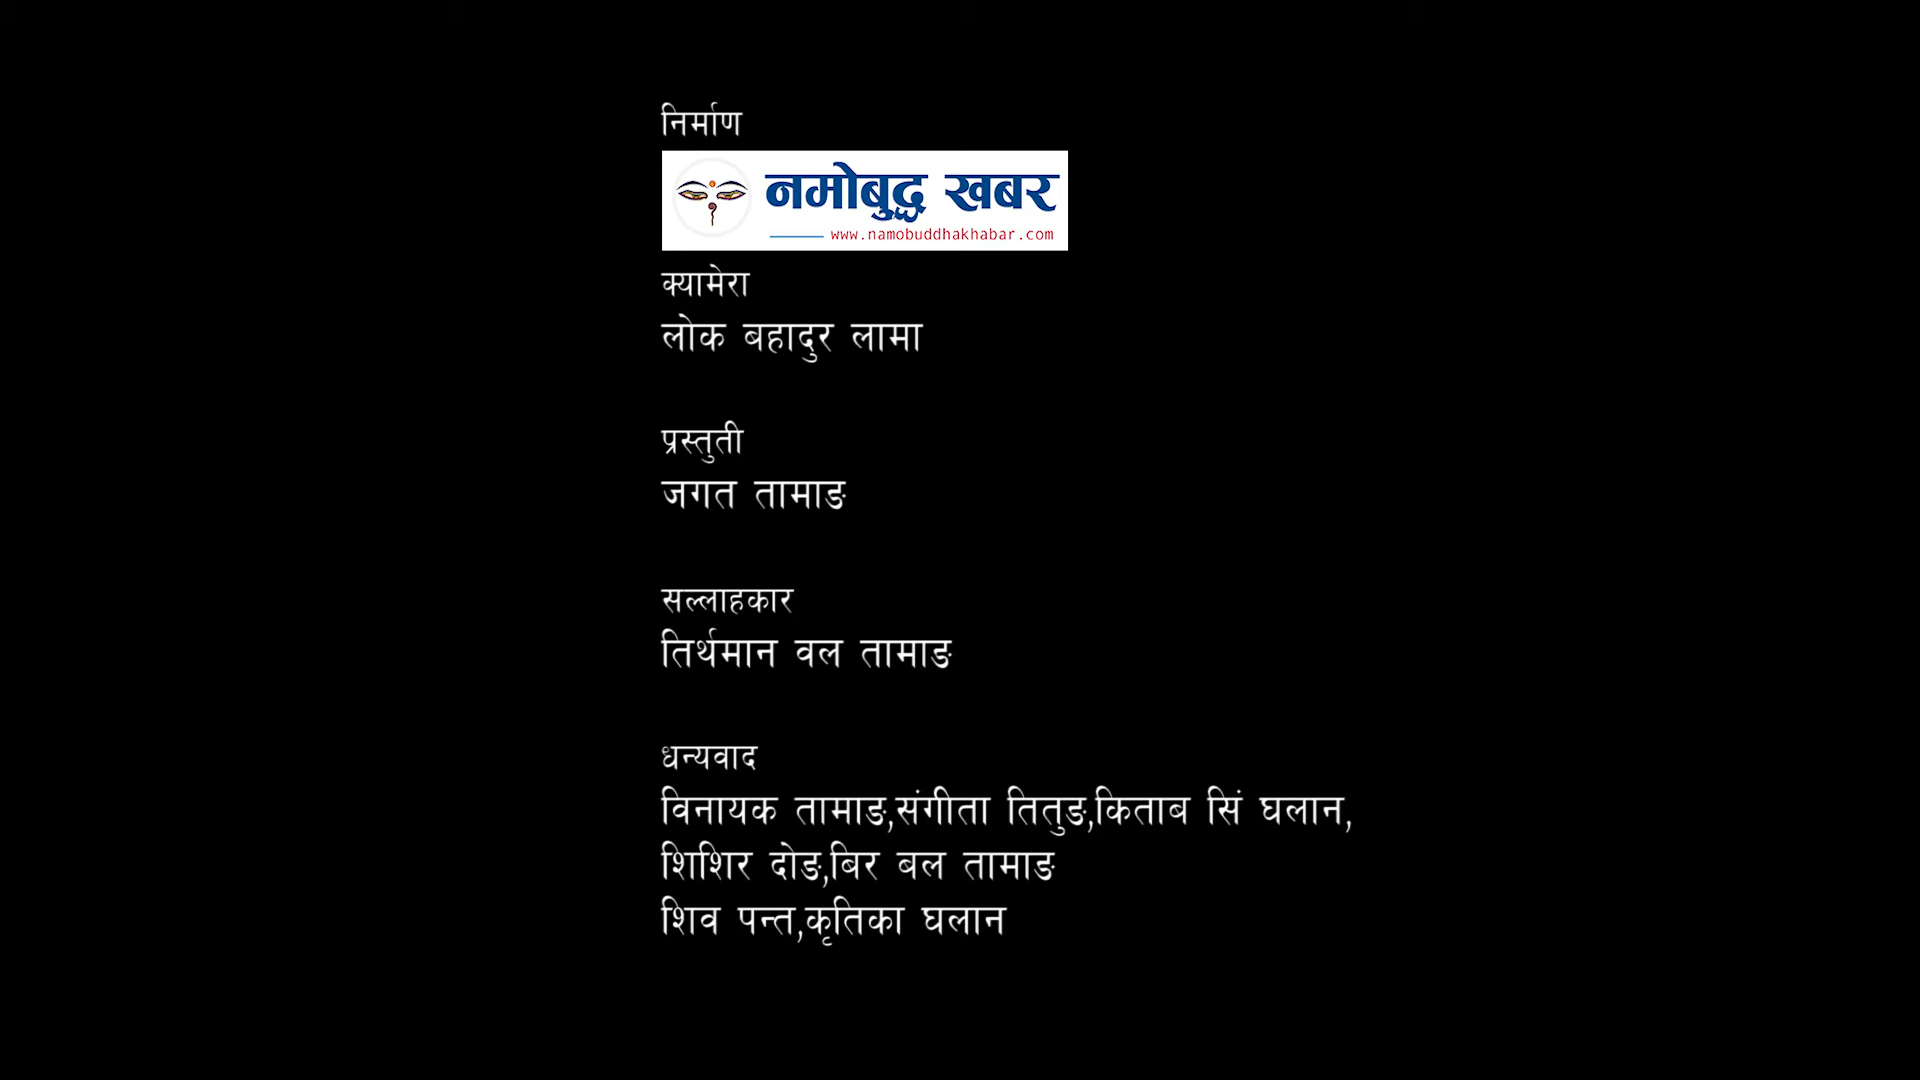 निर्माण
नमोबुद्ध खबर
www.namobuddhakhabar.com
क्यामेरा
लोक बहादुर लामा
प्रस्तुती
जगत तामाङ
सल्लाहकार
तिर्थमान वल तामाङ
धन्यवाद
विनायक तामाङ,संगीता तितुङ,किताब सिं घलान,
शिशिर दोङ,बिर बल तामाङ
शिव पन्त,कृतिका घलान